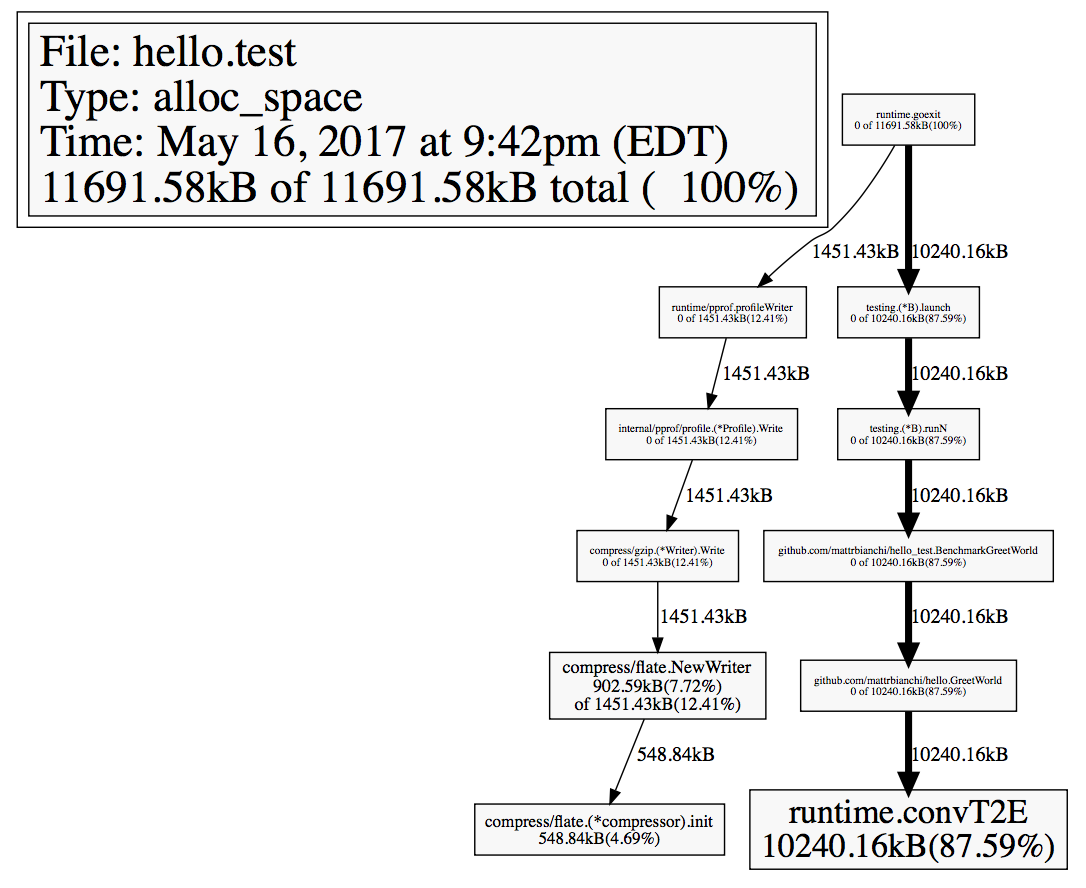 File: hello.test
Type: alloc_space
Time: May 16, 2017 at 9:42pm (EDT)
11691.58kB of 11691.58kB total (  100%)
runtime.goexit
0 of 11691.58kB(100%)
1451.43kB
10240.16kB
runtime/pprof.profileWriter
0 of 1451.43kB(12.41%)
testing.(*B).launch
0 of 10240.16kB(87.59%)
1451.43kB
10240.16kB
internal/pprof/profile.(*Profile).Write
0 of 1451.43kB(12.41%)
testing.(*B).runN
0 of 10240.16kB(87.59%)
1451.43kB
10240.16kB
compress/gzip.(*Writer).Write
0 of 1451.43kB(12.41%)
github.com/mattrbianchi/hello_test.BenchmarkGreetWorld
0 of 10240.16kB(87.59%)
1451.43kB
10240.16kB
compress/flate.NewWriter
902.59kB(7.72%)
of 1451.43kB(12.41%)
github.com/mattrbianchi/hello.GreetWorld
0 of 10240.16kB(87.59%)
548.84kB
10240.16kB
compress/flate.(*compressor).init
548.84kB(4.69%)
runtime.convT2E
10240.16kB(87.59%)